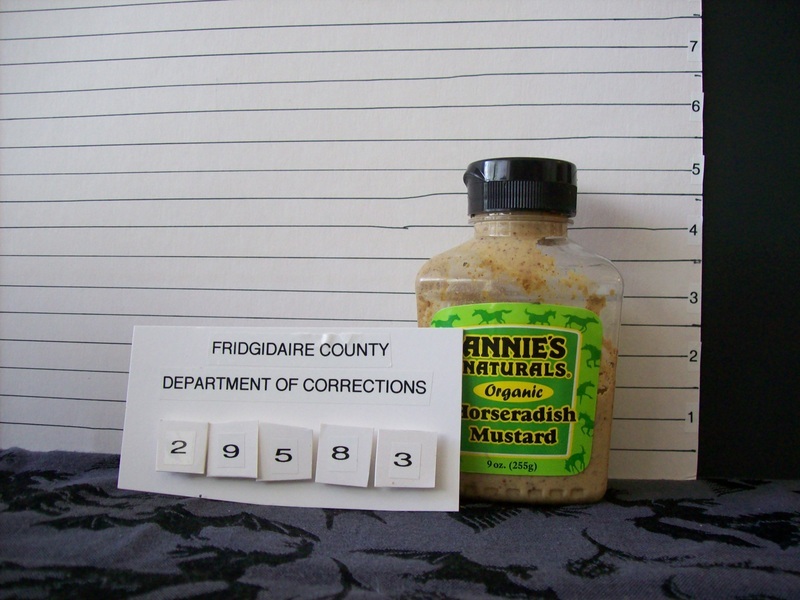 7
6
5
4
3
2
1
FRIDGIDAIRE COUNTY
DEPARTMENT OF CORRECTIONS
2 9 5 8 3
ANNIE'S
NATURALS®
Organic
Horseradish
Mustard
9 oz. (255g)